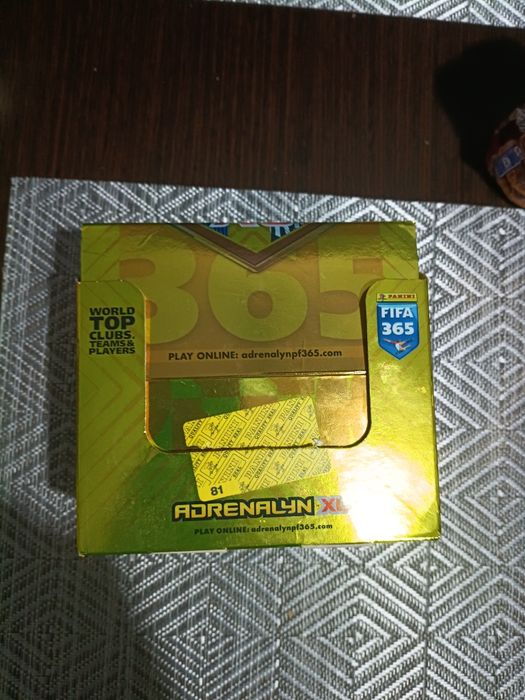 365
WORLD
TOP
CLUBS,
TEAMS &
PLAYERS
PANINI
FIFA
365
PLAY ONLINE: adrenalynpf365.com
81
ADRENALYN XL
PLAY ONLINE: adrenalynpf365.com